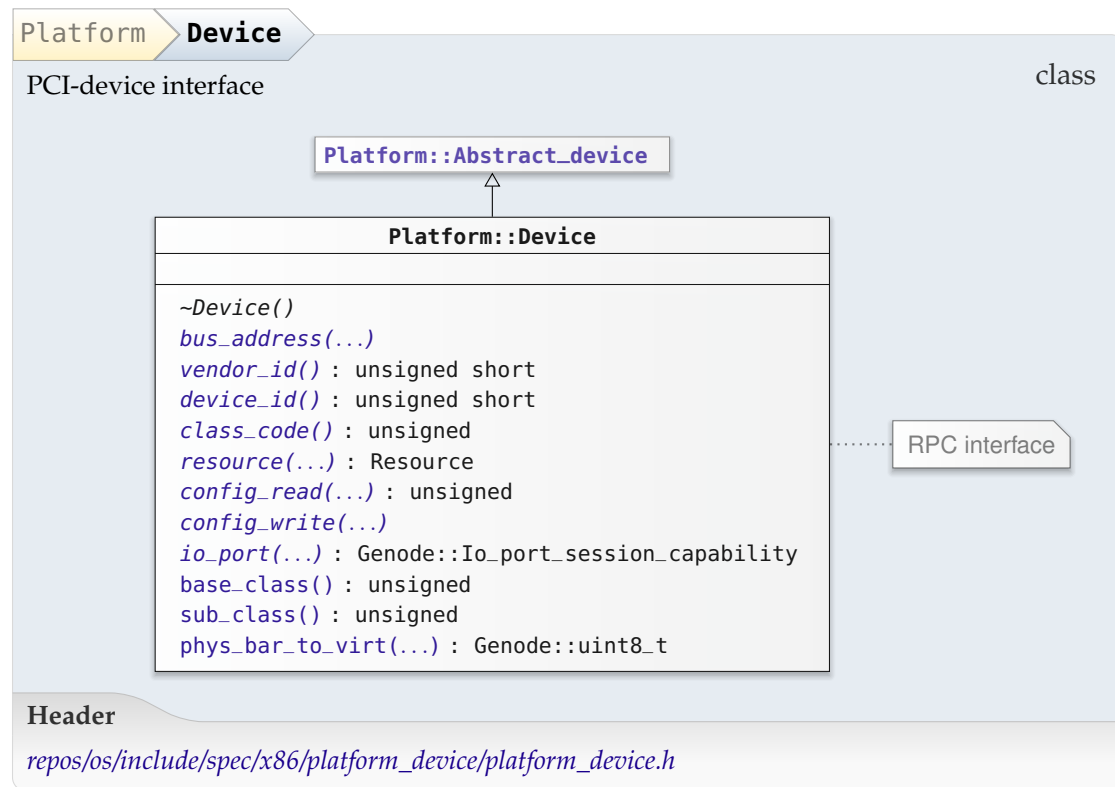 Platform Device
PCI-device interface
class
Platform::Abstract_device
Platform::Device
~Device()
bus_address(...)
vendor_id() : unsigned short
device_id() : unsigned short
class_code() : unsigned
resource(...) : Resource
config_read(...) : unsigned
config_write(...)
io_port(...) : Genode::Io_port_session_capability
base_class() : unsigned
sub_class() : unsigned
phys_bar_to_virt(...) : Genode::uint8_t
RPC interface
Header
repos/os/include/spec/x86/platform_device/platform_device.h